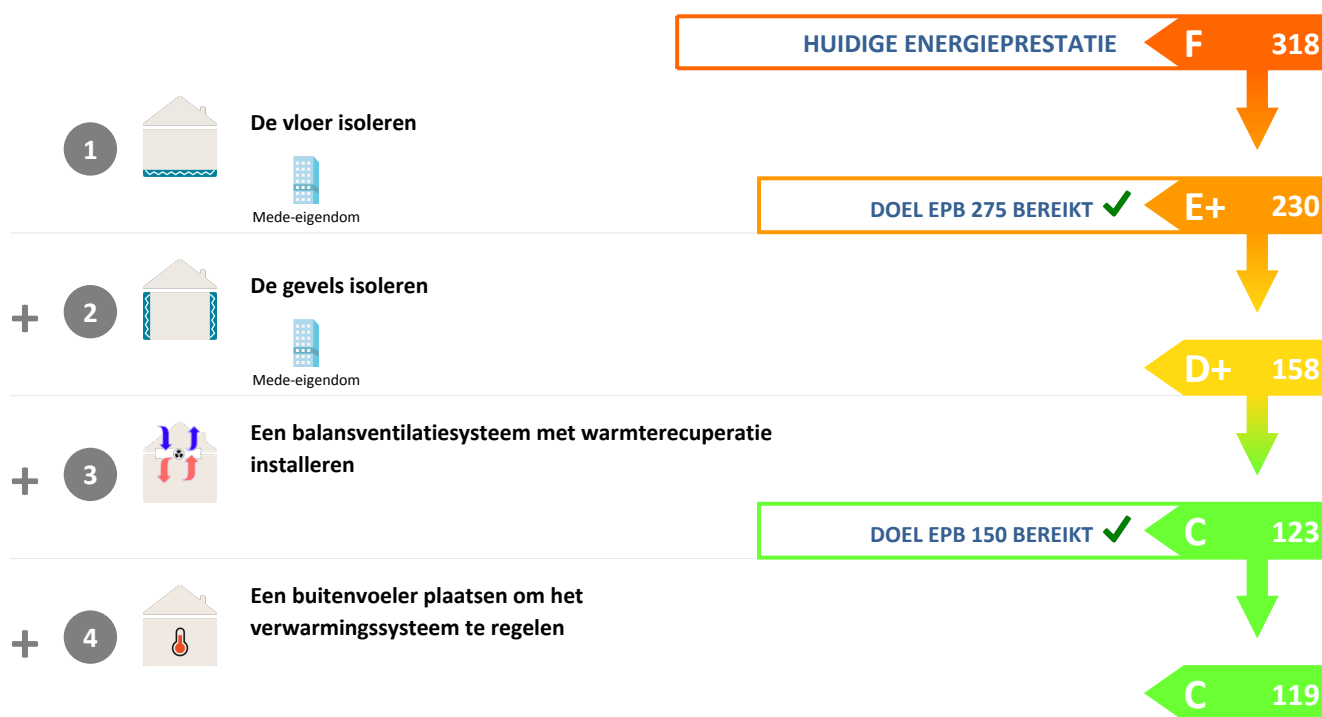 HUIDIGE ENERGIEPRESTATIE F 318
1 De vloer isoleren
Mede-eigendom
DOEL EPB 275 BEREIKT E+ 230
+ 2 De gevels isoleren
Mede-eigendom
D+ 158
+ 3 Een balansventilatiesysteem met warmterecuperatie
installeren
DOEL EPB 150 BEREIKT C 123
+ 4 Een buitenvoeler plaatsen om het
verwarmingssysteem te regelen
C 119